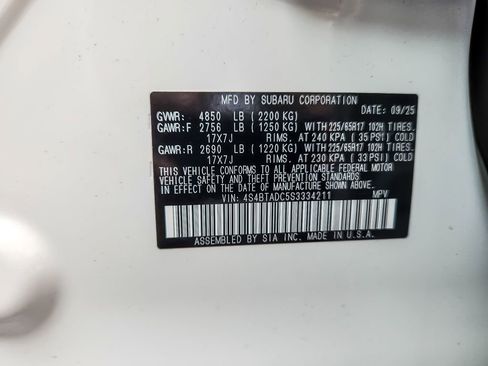 MFD BY SUBARU CORPORATION
DATE: 09/25
GVWR: 4850 LB (2200 KG)
GAWR:F 2756 LB (1250 KG) WITH 225/65R17 102H TIRES.
17X7J RIMS. AT 240 KPA (35 PSI) COLD
GAWR:R 2690 LB (1220 KG) WITH 225/65R17 102H TIRES.
17X7J RIMS. AT 230 KPA (33 PSI) COLD
THIS VEHICLE CONFORMS TO ALL APPLICABLE FEDERAL MOTOR
VEHICLE SAFETY AND THEFT PREVENTION STANDARDS
IN EFFECT ON THE DATE OF MANUFACTURE SHOWN ABOVE.
VIN: 4S4BTADC5S3334211 MPV
ASSEMBLED BY SIA INC. MADE IN U.S.A.